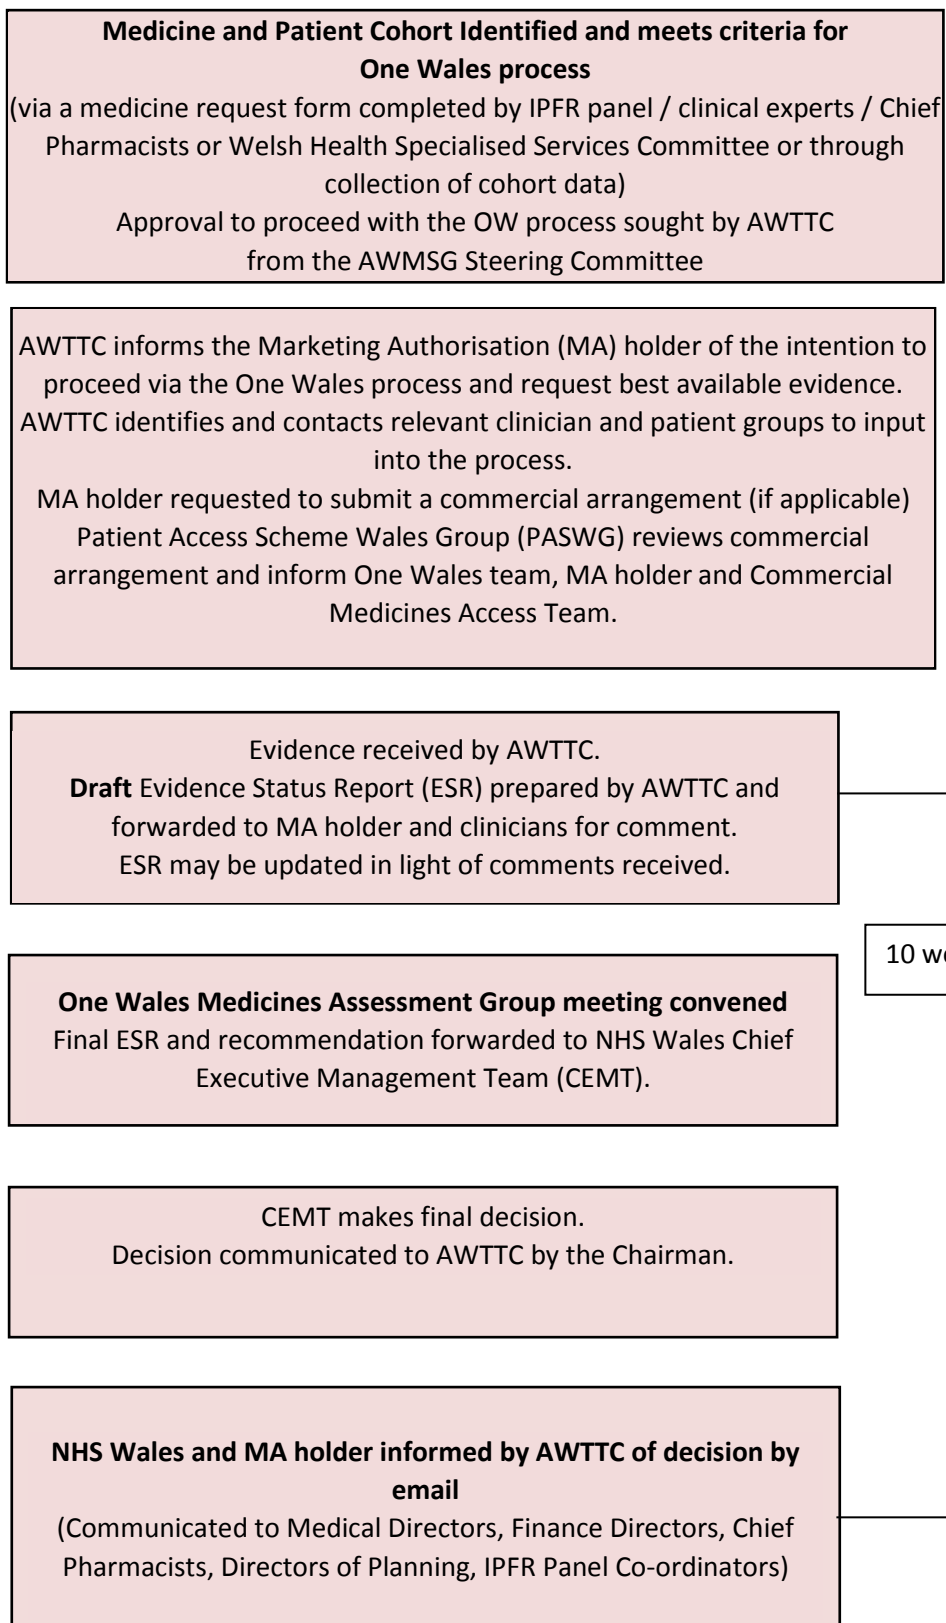 Medicine and Patient Cohort Identified and meets criteria for
One Wales process
(via a medicine request form completed by IPFR panel / clinical experts / Chief
Pharmacists or Welsh Health Specialised Services Committee or through
collection of cohort data)
Approval to proceed with the OW process sought by AWTTC
from the AWMSG Steering Committee
AWTTC informs the Marketing Authorisation (MA) holder of the intention to
proceed via the One Wales process and request best available evidence.
AWTTC identifies and contacts relevant clinician and patient groups to input
into the process.
MA holder requested to submit a commercial arrangement (if applicable)
Patient Access Scheme Wales Group (PASWG) reviews commercial
arrangement and inform One Wales team, MA holder and Commercial
Medicines Access Team.
Evidence received by AWTTC.
Draft Evidence Status Report (ESR) prepared by AWTTC and
forwarded to MA holder and clinicians for comment.
ESR may be updated in light of comments received.
10
One Wales Medicines Assessment Group meeting convened
Final ESR and recommendation forwarded to NHS Wales Chief
Executive Management Team (CEMT).
CEMT makes final decision.
Decision communicated to AWTTC by the Chairman.
NHS Wales and MA holder informed by AWTTC of decision by
email
(Communicated to Medical Directors, Finance Directors, Chief
Pharmacists, Directors of Planning, IPFR Panel Co-ordinators)